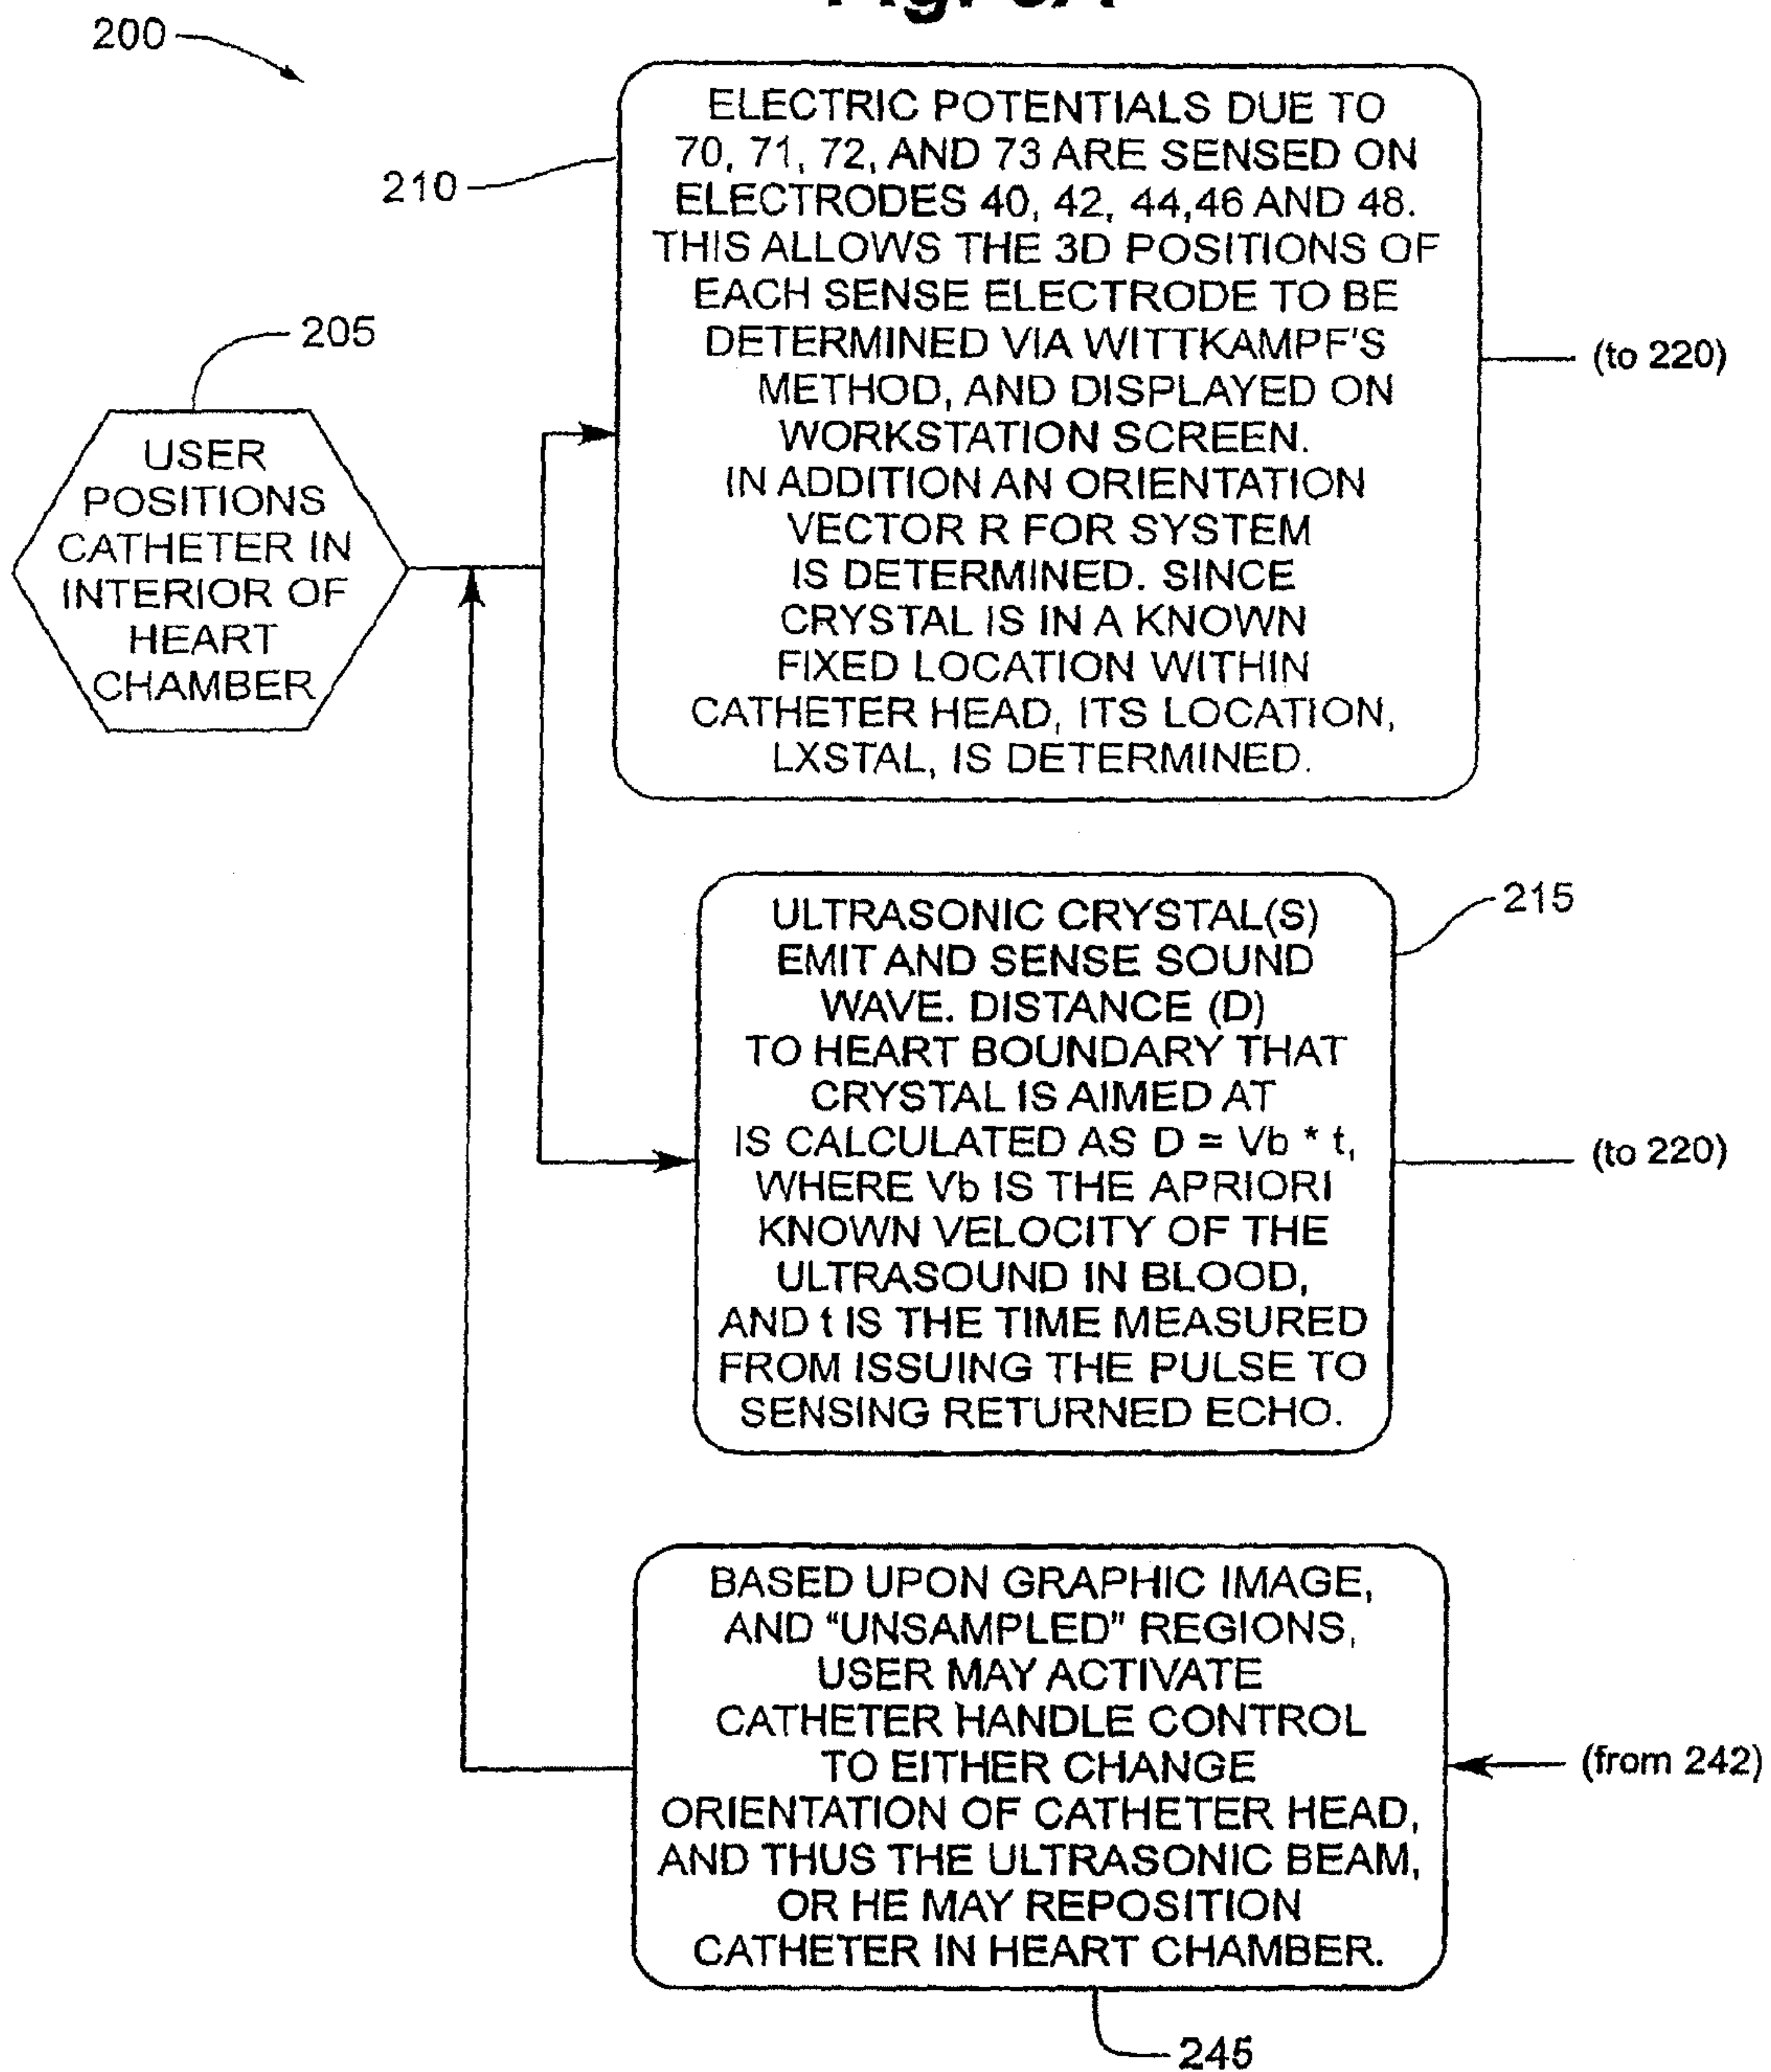 200
ELECTRIC POTENTIALS DUE TO
70, 71, 72, AND 73 ARE SENSED ON
ELECTRODES 40, 42, 44,46 AND 48.
THIS ALLOWS THE 3D POSITIONS OF
EACH SENSE ELECTRODE TO BE
DETERMINED VIA WITTKAMPF'S
METHOD, AND DISPLAYED ON
WORKSTATION SCREEN.
IN ADDITION AN ORIENTATION
VECTOR R FOR SYSTEM
IS DETERMINED. SINCE
CRYSTAL IS IN A KNOWN
FIXED LOCATION WITHIN
CATHETER HEAD, ITS LOCATION,
LXSTAL, IS DETERMINED.
210
(to 220)
205
USER
POSITIONS
CATHETER IN
INTERIOR OF
HEART
CHAMBER
ULTRASONIC CRYSTAL(S)
EMIT AND SENSE SOUND
WAVE. DISTANCE (D)
TO HEART BOUNDARY THAT
CRYSTAL IS AIMED AT
IS CALCULATED AS D = Vb * t,
WHERE Vb IS THE APRIORI
KNOWN VELOCITY OF THE
ULTRASOUND IN BLOOD,
AND t IS THE TIME MEASURED
FROM ISSUING THE PULSE TO
SENSING RETURNED ECHO.
215
(to 220)
BASED UPON GRAPHIC IMAGE,
AND “UNSAMPLED” REGIONS,
USER MAY ACTIVATE
CATHETER HANDLE CONTROL
TO EITHER CHANGE
ORIENTATION OF CATHETER HEAD,
AND THUS THE ULTRASONIC BEAM,
OR HE MAY REPOSITION
CATHETER IN HEART CHAMBER.
(from 242)
245